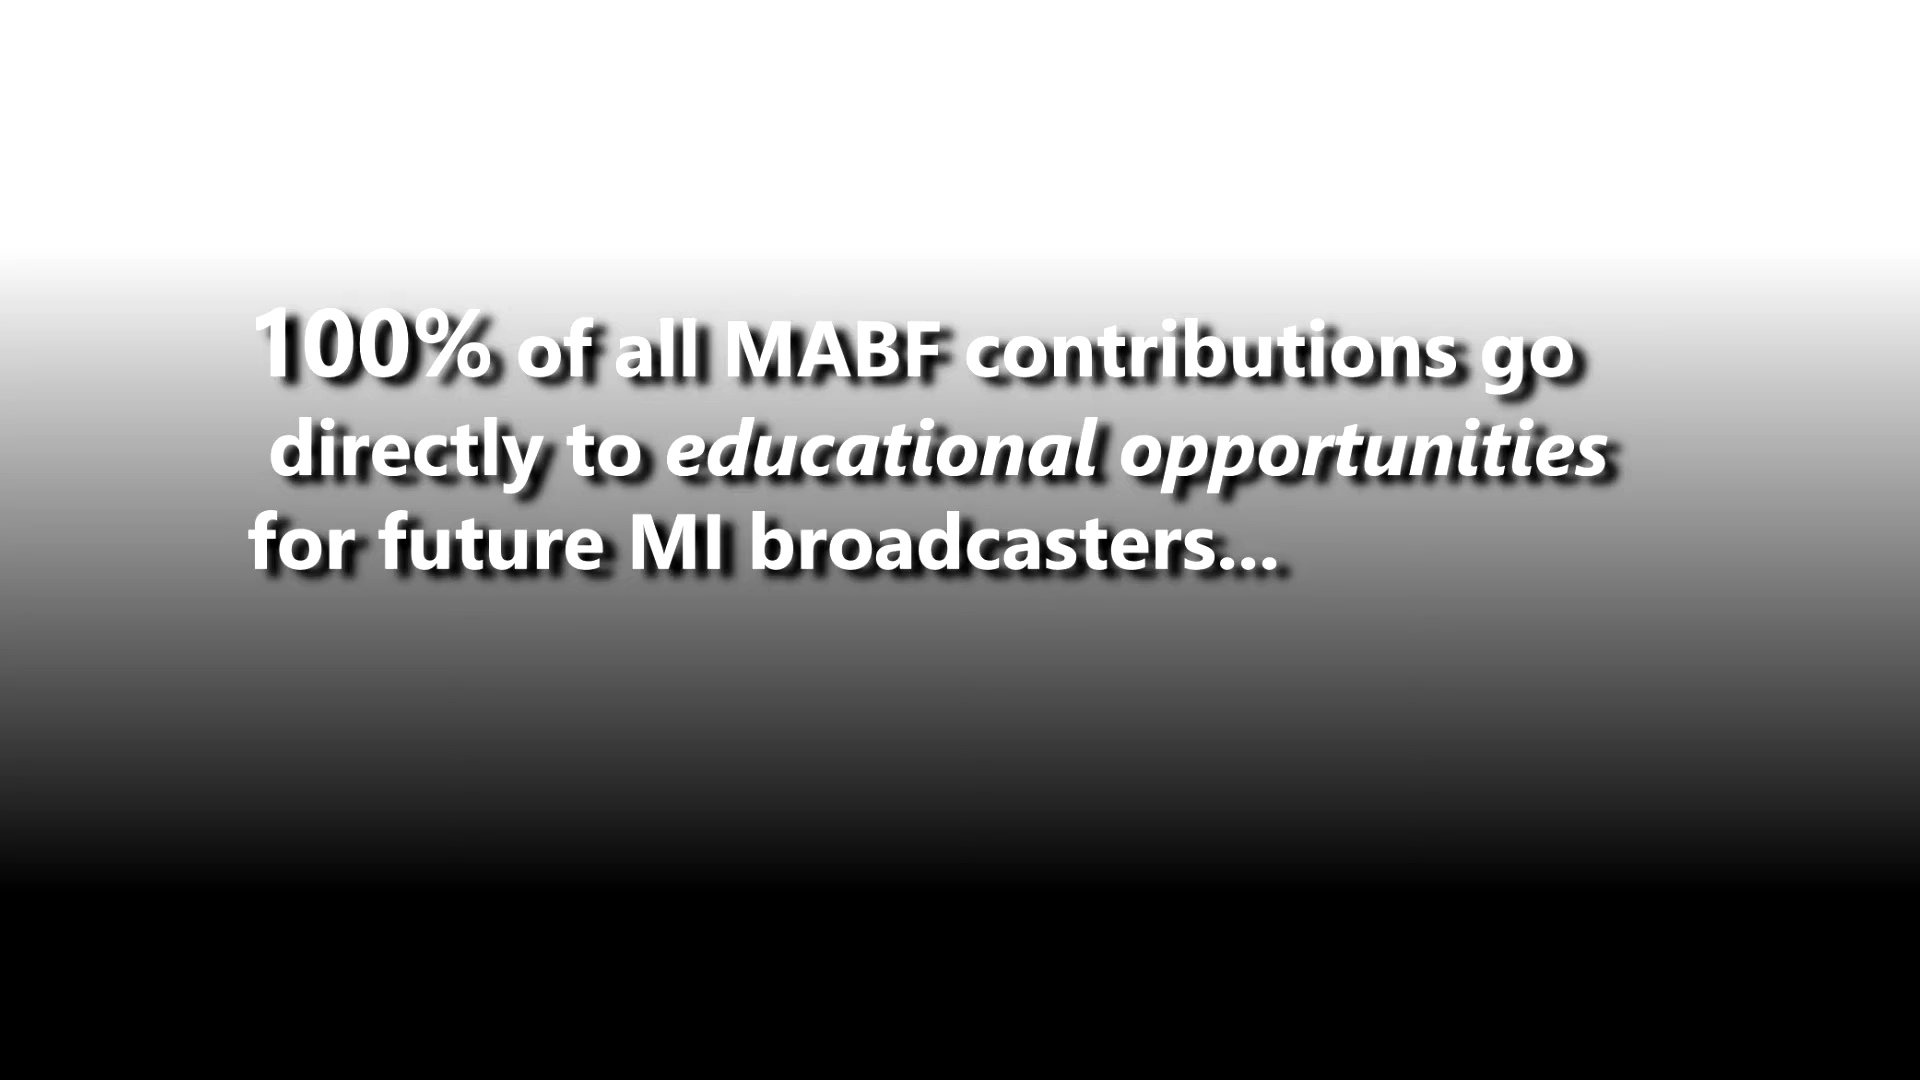 100% of all MABF contributions go
directly to educational opportunities
for future MI broadcasters...